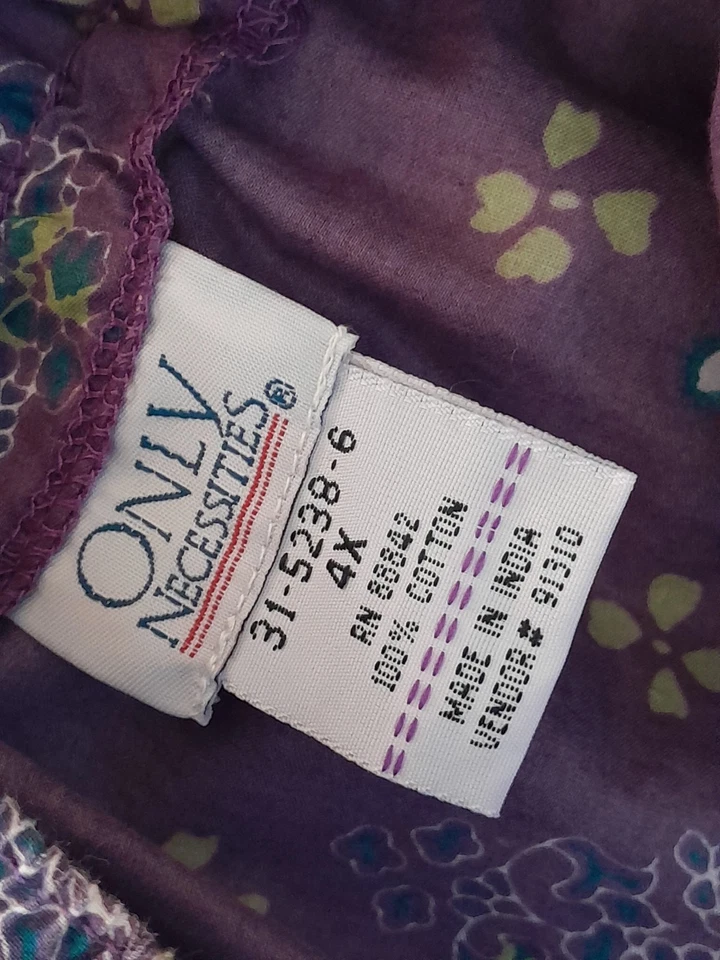 ONLY
NECESSITIES®
31-5238-6
4X
RN 88842
100% COTTON
MADE IN INDIA
VENDOR# 91310